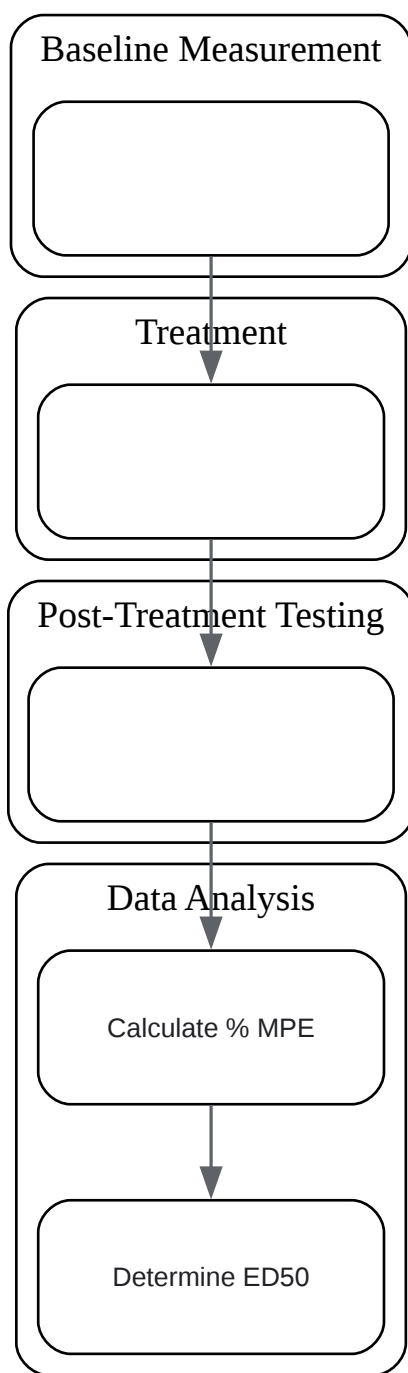 Baseline Measurement
Treatment
Post-Treatment Testing
Data Analysis
Calculate % MPE
Determine ED50